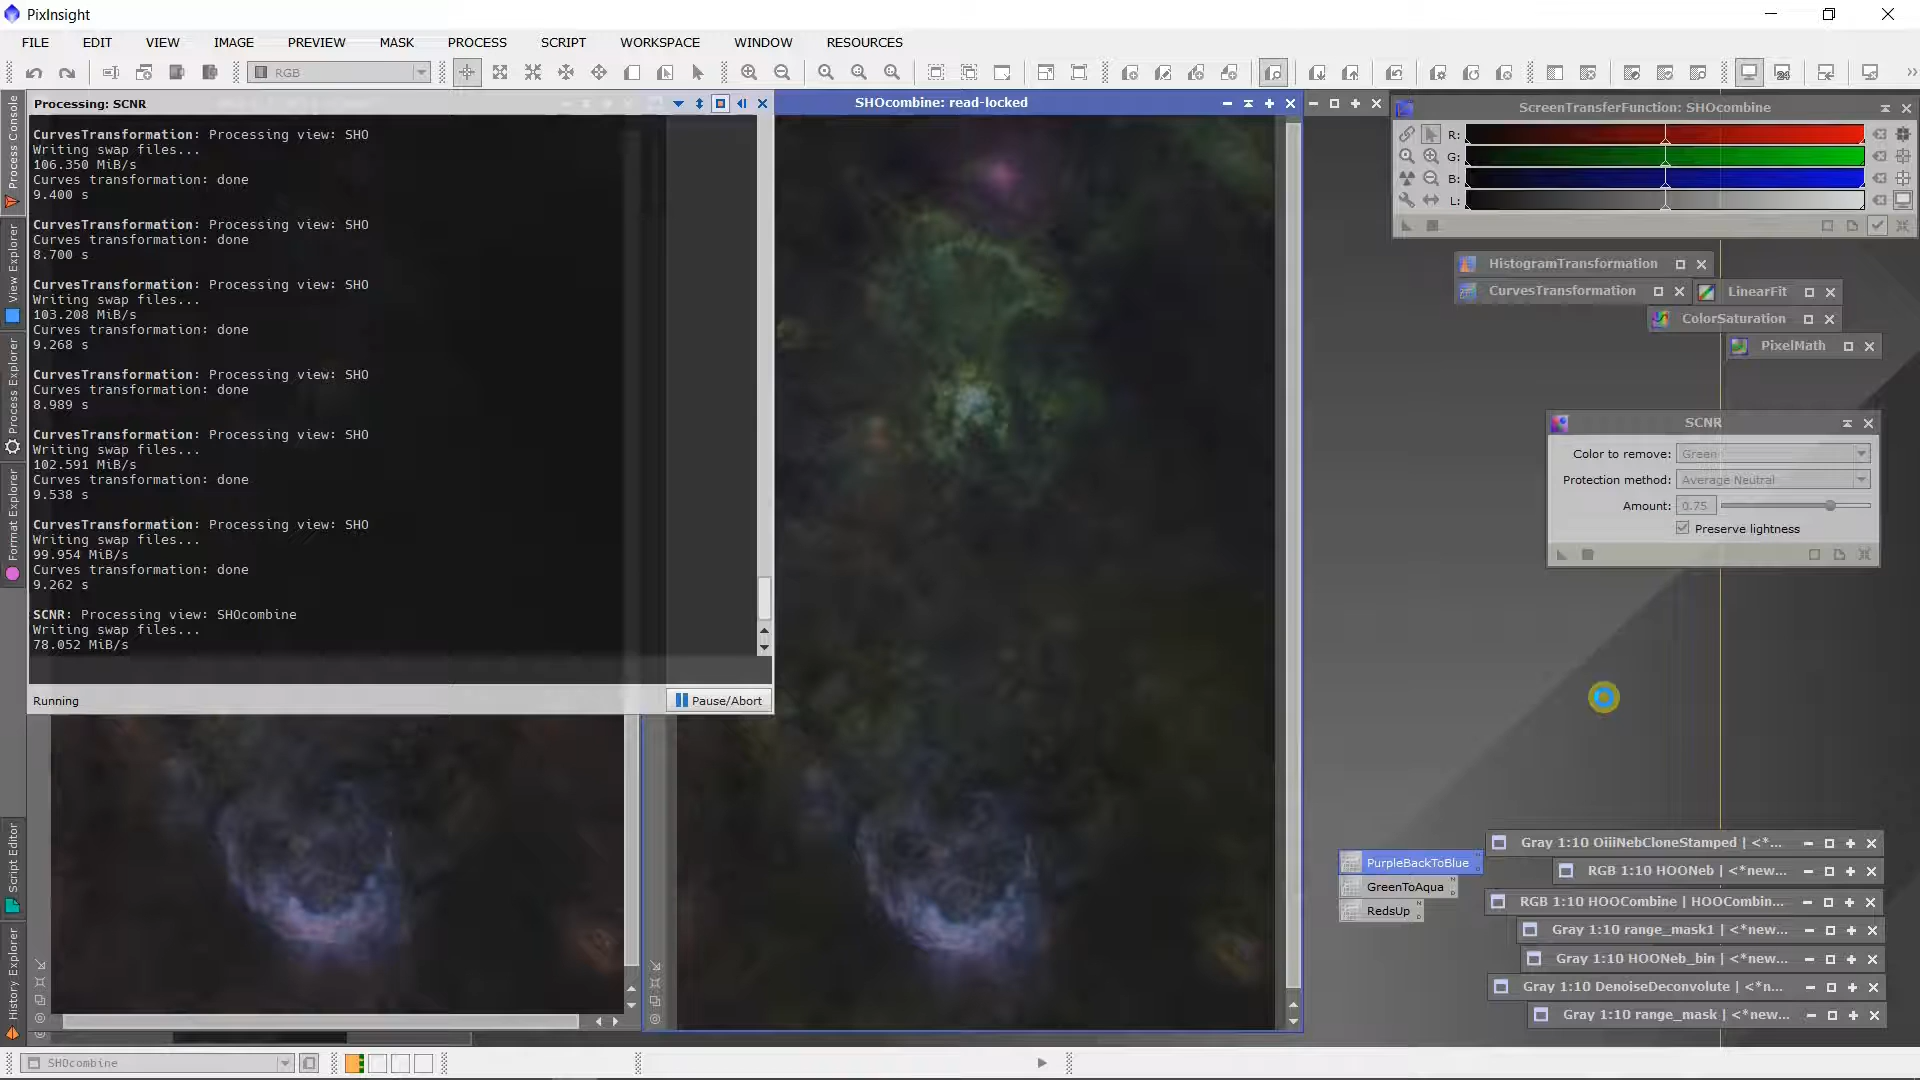 PixInsight
FILE EDIT VIEW IMAGE PREVIEW MASK PROCESS SCRIPT WORKSPACE WINDOW RESOURCES
RGB
Processing: SCNR
CurvesTransformation: Processing view: SHO
Writing swap files...
106.350 MiB/s
Curves transformation: done
9.400 s
CurvesTransformation: Processing view: SHO
Curves transformation: done
8.700 s
CurvesTransformation: Processing view: SHO
Writing swap files...
103.208 MiB/s
Curves transformation: done
9.268 s
CurvesTransformation: Processing view: SHO
Curves transformation: done
8.989 s
CurvesTransformation: Processing view: SHO
Writing swap files...
102.591 MiB/s
Curves transformation: done
9.538 s
CurvesTransformation: Processing view: SHO
Writing swap files...
99.954 MiB/s
Curves transformation: done
9.262 s
SCNR: Processing view: SHOcombine
Writing swap files...
78.052 MiB/s
Running
Pause/Abort
Process Console
View Explorer
Process Explorer
Format Explorer
Script Editor
History Explorer
SHOcombine: read-locked
ScreenTransferFunction: SHOcombine
R:
G:
B:
L:
HistogramTransformation
CurvesTransformation
LinearFit
ColorSaturation
PixelMath
SCNR
Color to remove: Green
Protection method: Average Neutral
Amount: 0.75
Preserve lightness
PurpleBackToBlue
GreenToAqua
RedsUp
Gray 1:10 OiiiNebCloneStamped | <*...
RGB 1:10 HOONeb | <*new...
RGB 1:10 HOOCombine | HOOCombin...
Gray 1:10 range_mask1 | <*new...
Gray 1:10 HOONeb_bin | <*new...
Gray 1:10 DenoiseDeconvolute | <*n...
Gray 1:10 range_mask | <*new...
SHOcombine